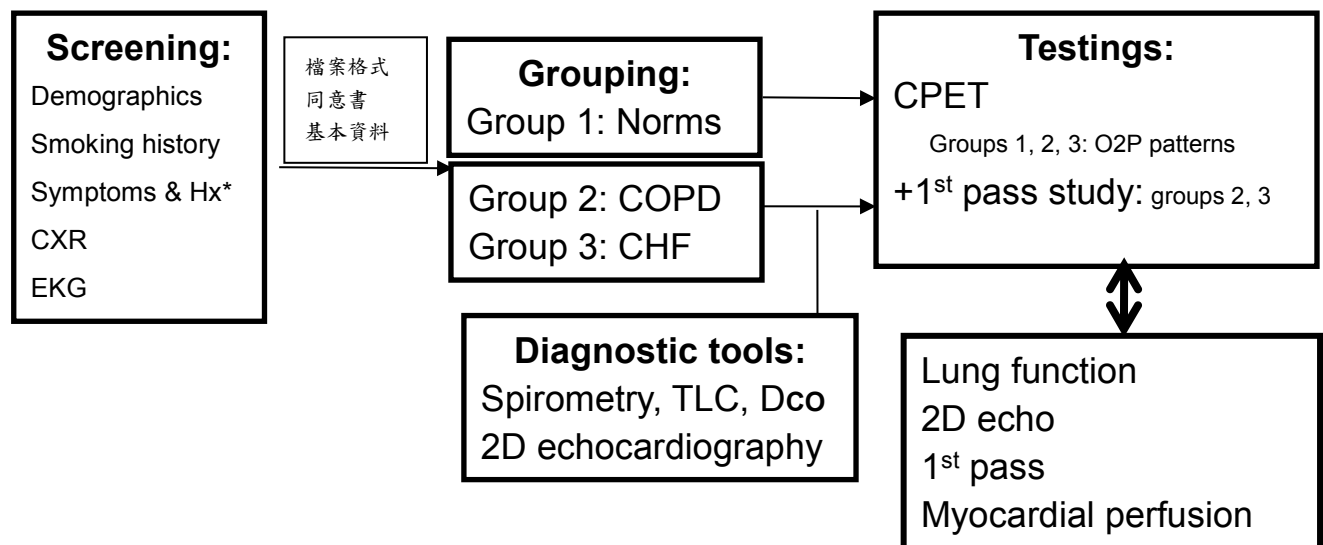 Screening:
Demographics
Smoking history
Symptoms & Hx*
CXR
EKG
檔案格式
同意書
基本資料
Grouping:
Group 1: Norms
Group 2: COPD
Group 3: CHF
Diagnostic tools:
Spirometry, TLC, Dco
2D echocardiography
Testings:
CPET
Groups 1, 2, 3: O2P patterns
+1st pass study: groups 2, 3
Lung function
2D echo
1st pass
Myocardial perfusion